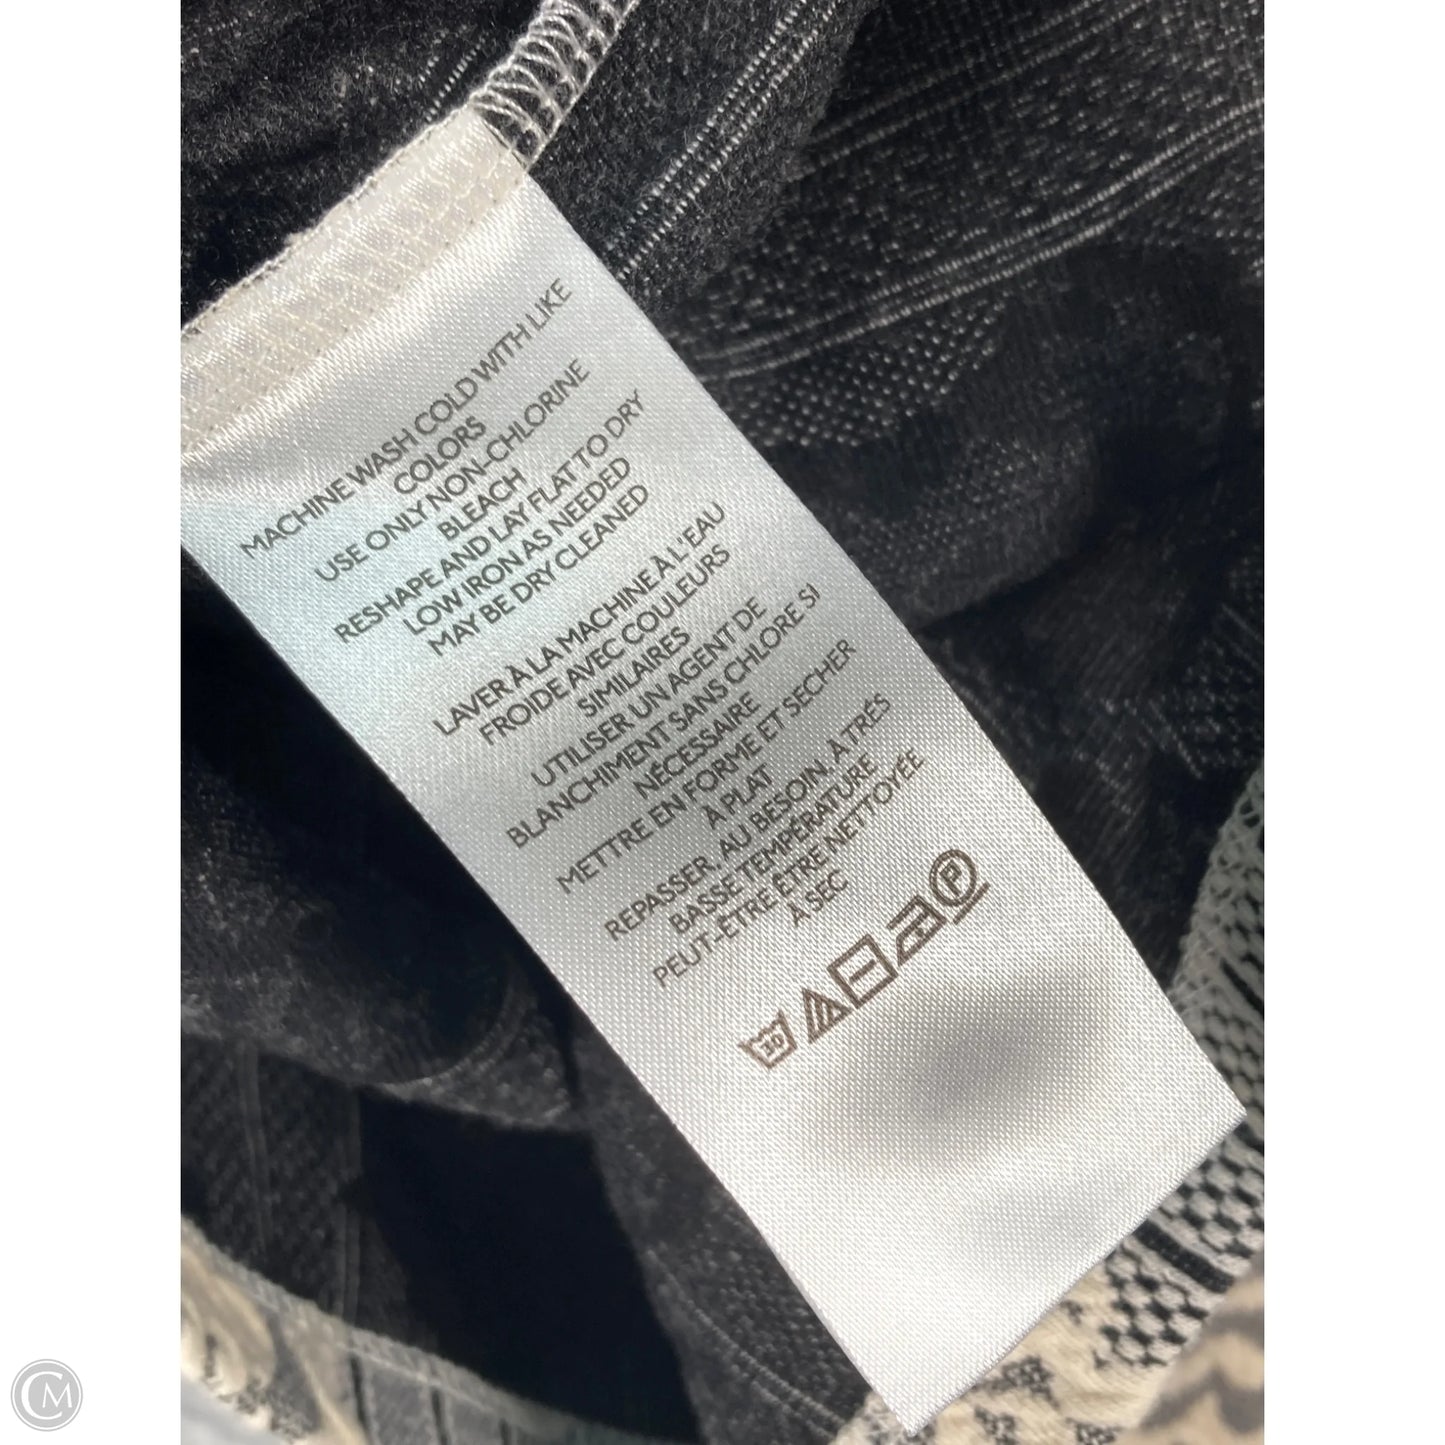 MACHINE WASH COLD WITH LIKE
COLORS
USE ONLY NON-CHLORINE
BLEACH
RESHAPE AND LAY FLAT TO DRY
LOW IRON AS NEEDED
MAY BE DRY CLEANED
LAVER À LA MACHINE À L'EAU
FROIDE AVEC COULEURS
SIMILAIRES
UTILISER UN AGENT DE
BLANCHIMENT SANS CHLORE SI
NÉCESSAIRE
METTRE EN FORME ET SECHER
À PLAT
REPASSER, AU BESOIN, À TRÉS
BASSE TEMPÉRATURE
PEUT-ÊTRE ÊTRE NETTOYÉE
À SEC
30 P
CM